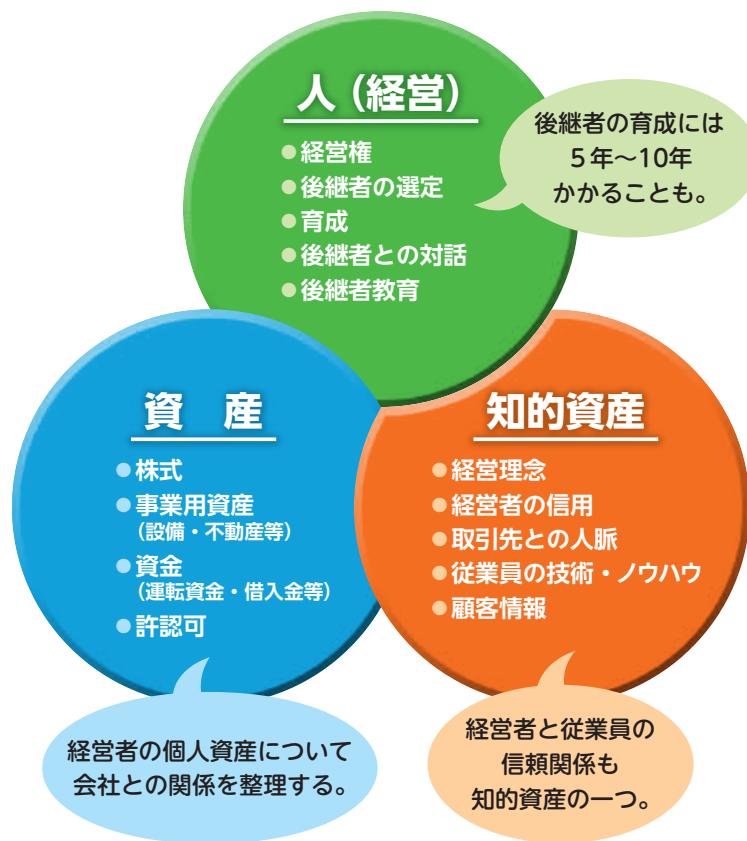 人（経営）
●経営権
●後継者の選定
●育成
●後継者との対話
●後継者教育
後継者の育成には
５年〜10年
かかることも。
資　産
●株式
●事業用資産
（設備・不動産等）
●資金
（運転資金・借入金等）
●許認可
経営者の個人資産について
会社との関係を整理する。
知的資産
●経営理念
●経営者の信用
●取引先との人脈
●従業員の技術・ノウハウ
●顧客情報
経営者と従業員の
信頼関係も
知的資産の一つ。